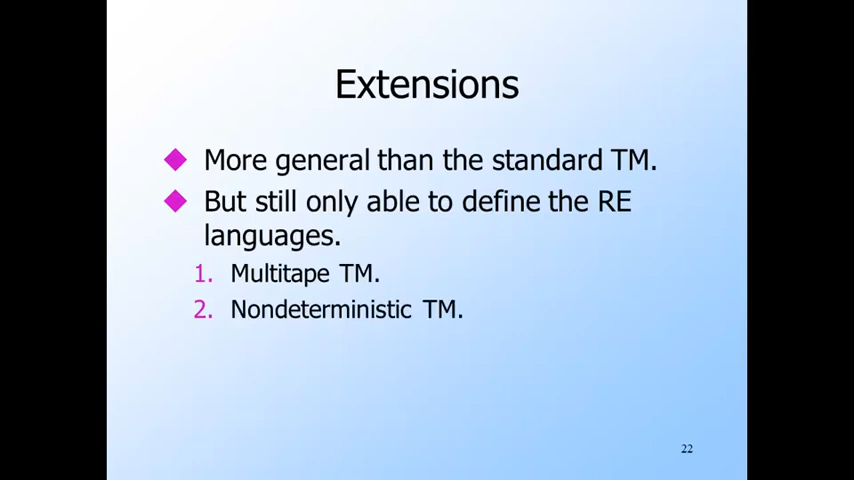 Extensions
More general than the standard TM.
But still only able to define the RE
languages.
1. Multitape TM.
2. Nondeterministic TM.
22